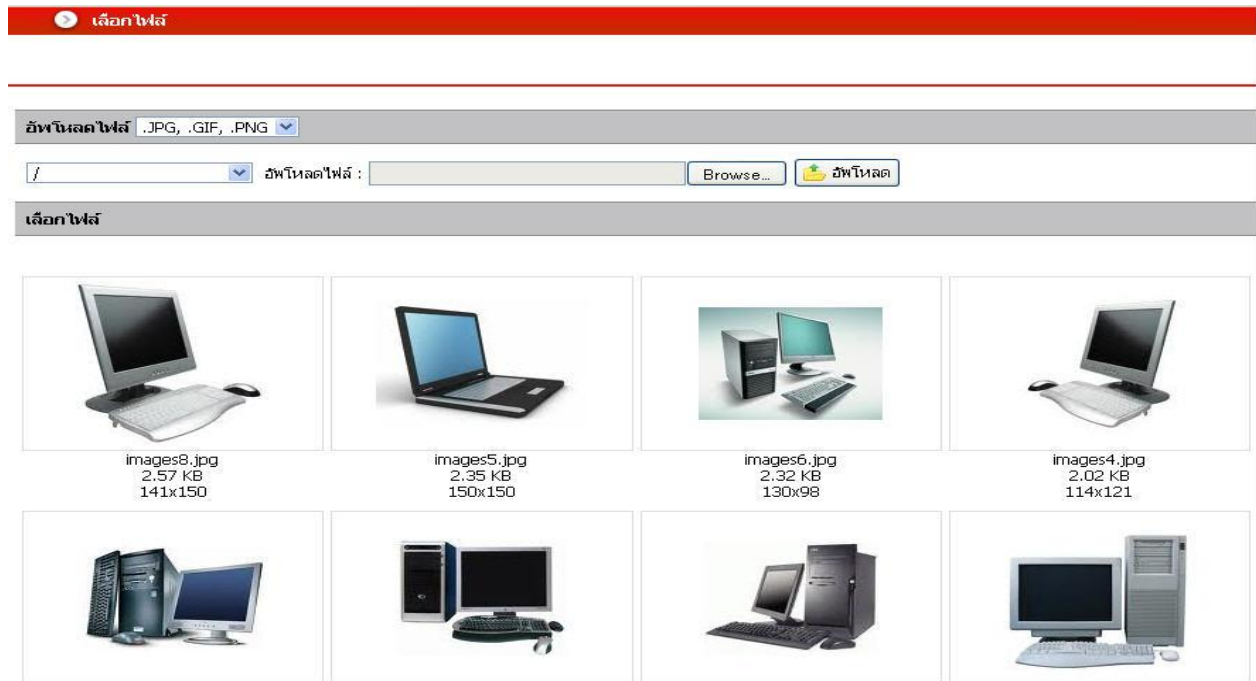 เลือกไฟล์
อัพโหลดไฟล์ .JPG, .GIF, .PNG
/ อัพโหลดไฟล์ : Browse... อัพโหลด
เลือกไฟล์
images8.jpg images5.jpg images6.jpg images4.jpg
2.57 KB 2.35 KB 2.32 KB 2.02 KB
141x150 150x150 130x98 114x121